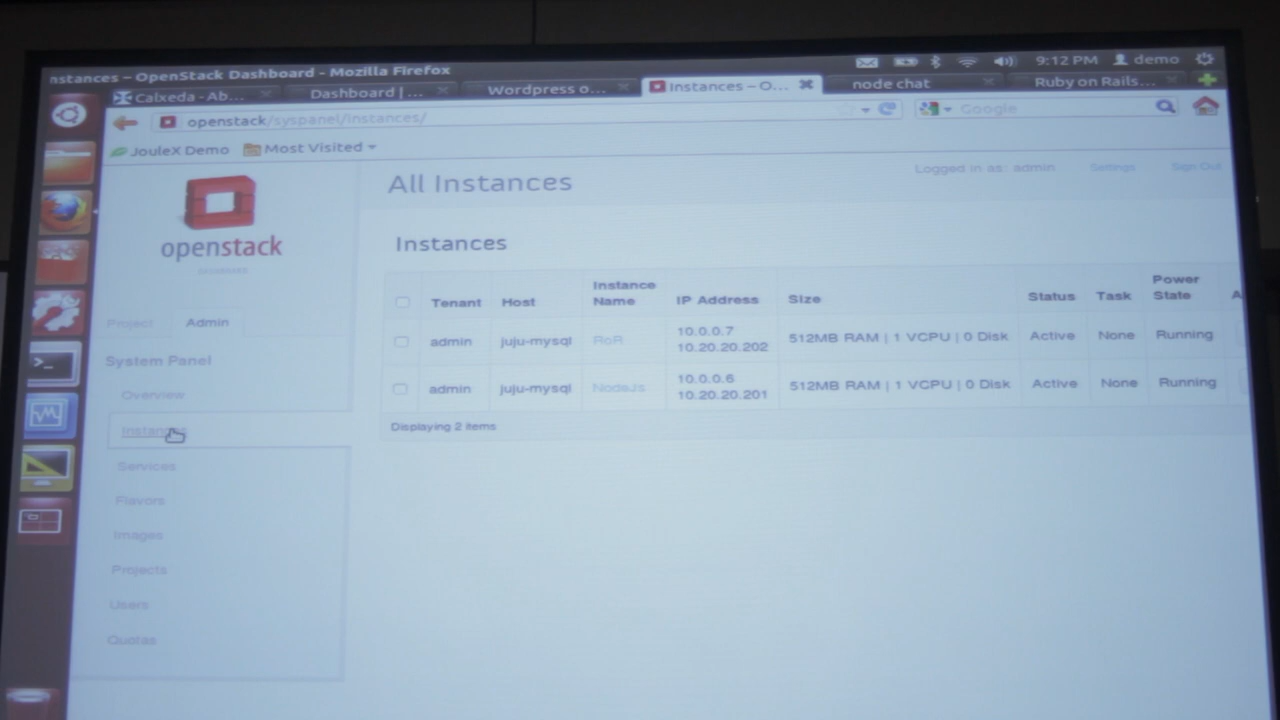 nstances – OpenStack Dashboard - Mozilla Firefox
9:12 PM demo
Calxeda - Ab... Dashboard | ... Wordpress o... Instances – O... node chat Ruby on Rails...
openstack/syspanel/instances/ Google
JouleX Demo Most Visited
Logged in as: admin Settings Sign Out
All Instances
openstack
Instances
Tenant Host Instance Name IP Address Size Status Task Power State A
admin juju-mysql RoR 10.0.0.7 512MB RAM | 1 VCPU | 0 Disk Active None Running
10.20.20.202
admin juju-mysql NodeJs 10.0.0.6 512MB RAM | 1 VCPU | 0 Disk Active None Running
10.20.20.201
Displaying 2 items
Project Admin
System Panel
Overview
Instances
Services
Flavors
Images
Projects
Users
Quotas